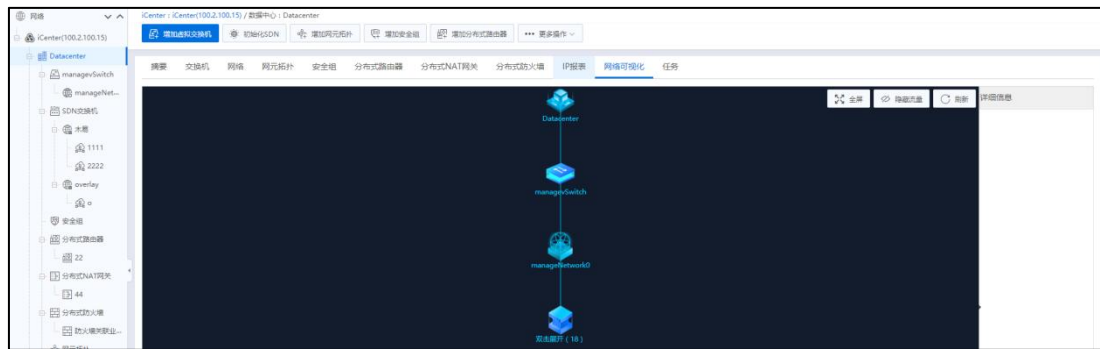 网络
iCenter : iCenter(100.2.100.15) / 数据中心 : Datacenter
增加虚拟交换机 初始化SDN 增加网元拓扑 增加安全组 增加分布式路由器 ••• 更多操作
iCenter(100.2.100.15)
Datacenter
managevSwitch
manageNet...
SDN交换机
木易
1111
2222
overlay
α
安全组
分布式路由器
22
分布式NAT网关
44
分布式防火墙
防火墙关联业...
网元拓扑
摘要 交换机 网络 网元拓扑 安全组 分布式路由器 分布式NAT网关 分布式防火墙 IP报表 网络可视化 任务
全屏 隐藏流量 刷新 详细信息
Datacenter
managevSwitch
manageNetwork0
双击展开 ( 18 )